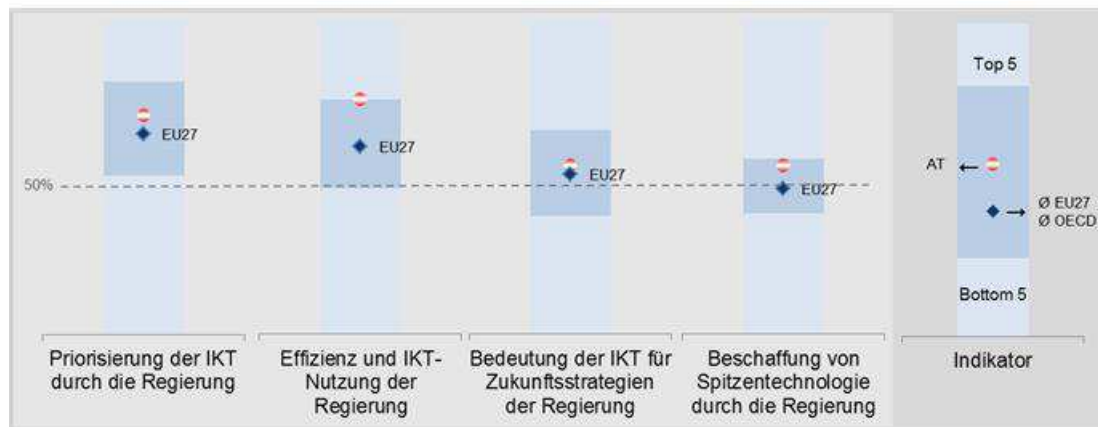 EU27
EU27
EU27
EU27
50%
Priorisierung der IKT
durch die Regierung
Effizienz und IKT-
Nutzung der
Regierung
Bedeutung der IKT für
Zukunftsstrategien
der Regierung
Beschaffung von
Spitzentechnologie
durch die Regierung
Top 5
AT
Ø EU27
Ø OECD
Bottom 5
Indikator